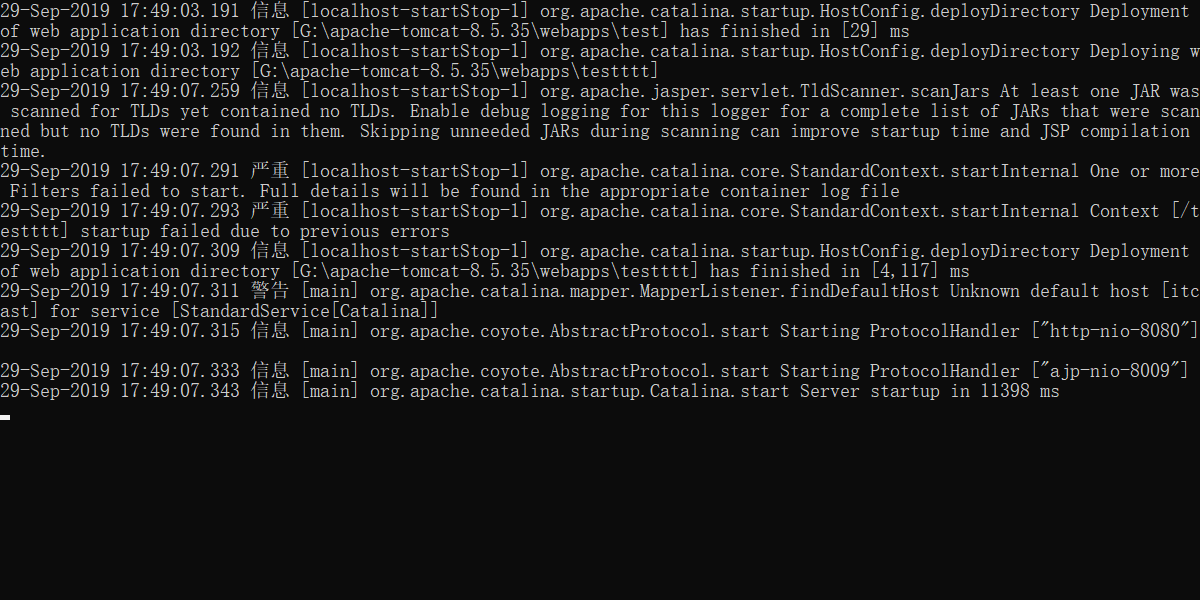 29-Sep-2019 17:49:03.191 信息 [localhost-startStop-1] org.apache.catalina.startup.HostConfig.deployDirectory Deployment
of web application directory [G:\apache-tomcat-8.5.35\webapps\test] has finished in [29] ms
29-Sep-2019 17:49:03.192 信息 [localhost-startStop-1] org.apache.catalina.startup.HostConfig.deployDirectory Deploying w
eb application directory [G:\apache-tomcat-8.5.35\webapps\testttt]
29-Sep-2019 17:49:07.259 信息 [localhost-startStop-1] org.apache.jasper.servlet.TldScanner.scanJars At least one JAR was
 scanned for TLDs yet contained no TLDs. Enable debug logging for this logger for a complete list of JARs that were scan
ned but no TLDs were found in them. Skipping unneeded JARs during scanning can improve startup time and JSP compilation
time.
29-Sep-2019 17:49:07.291 严重 [localhost-startStop-1] org.apache.catalina.core.StandardContext.startInternal One or more
 Filters failed to start. Full details will be found in the appropriate container log file
29-Sep-2019 17:49:07.293 严重 [localhost-startStop-1] org.apache.catalina.core.StandardContext.startInternal Context [/t
estttt] startup failed due to previous errors
29-Sep-2019 17:49:07.309 信息 [localhost-startStop-1] org.apache.catalina.startup.HostConfig.deployDirectory Deployment
of web application directory [G:\apache-tomcat-8.5.35\webapps\testttt] has finished in [4,117] ms
29-Sep-2019 17:49:07.311 警告 [main] org.apache.catalina.mapper.MapperListener.findDefaultHost Unknown default host [itc
ast] for service [StandardService[Catalina]]
29-Sep-2019 17:49:07.315 信息 [main] org.apache.coyote.AbstractProtocol.start Starting ProtocolHandler ["http-nio-8080"]
29-Sep-2019 17:49:07.333 信息 [main] org.apache.coyote.AbstractProtocol.start Starting ProtocolHandler ["ajp-nio-8009"]
29-Sep-2019 17:49:07.343 信息 [main] org.apache.catalina.startup.Catalina.start Server startup in 11398 ms